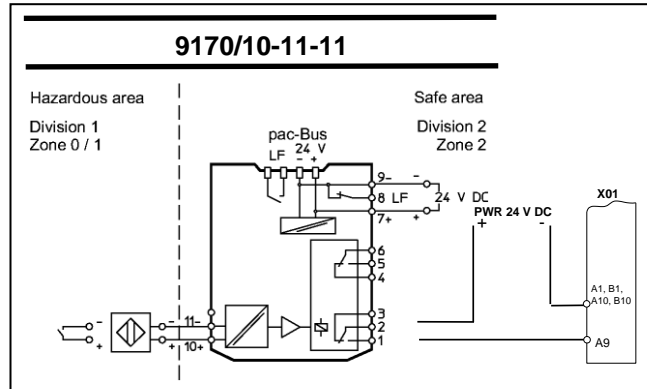 9170/10-11-11
Hazardous area
Safe area
Division 1
Zone 0 / 1
Division 2
Zone 2
pac-Bus
LF 24 V
- +
9-
-
8 LF
24 V DC
7+
+
X01
PWR 24 V DC
+ -
6
5
4
A1, B1,
A10, B10
3
2
1
- - 11-
+ + 10+
A9